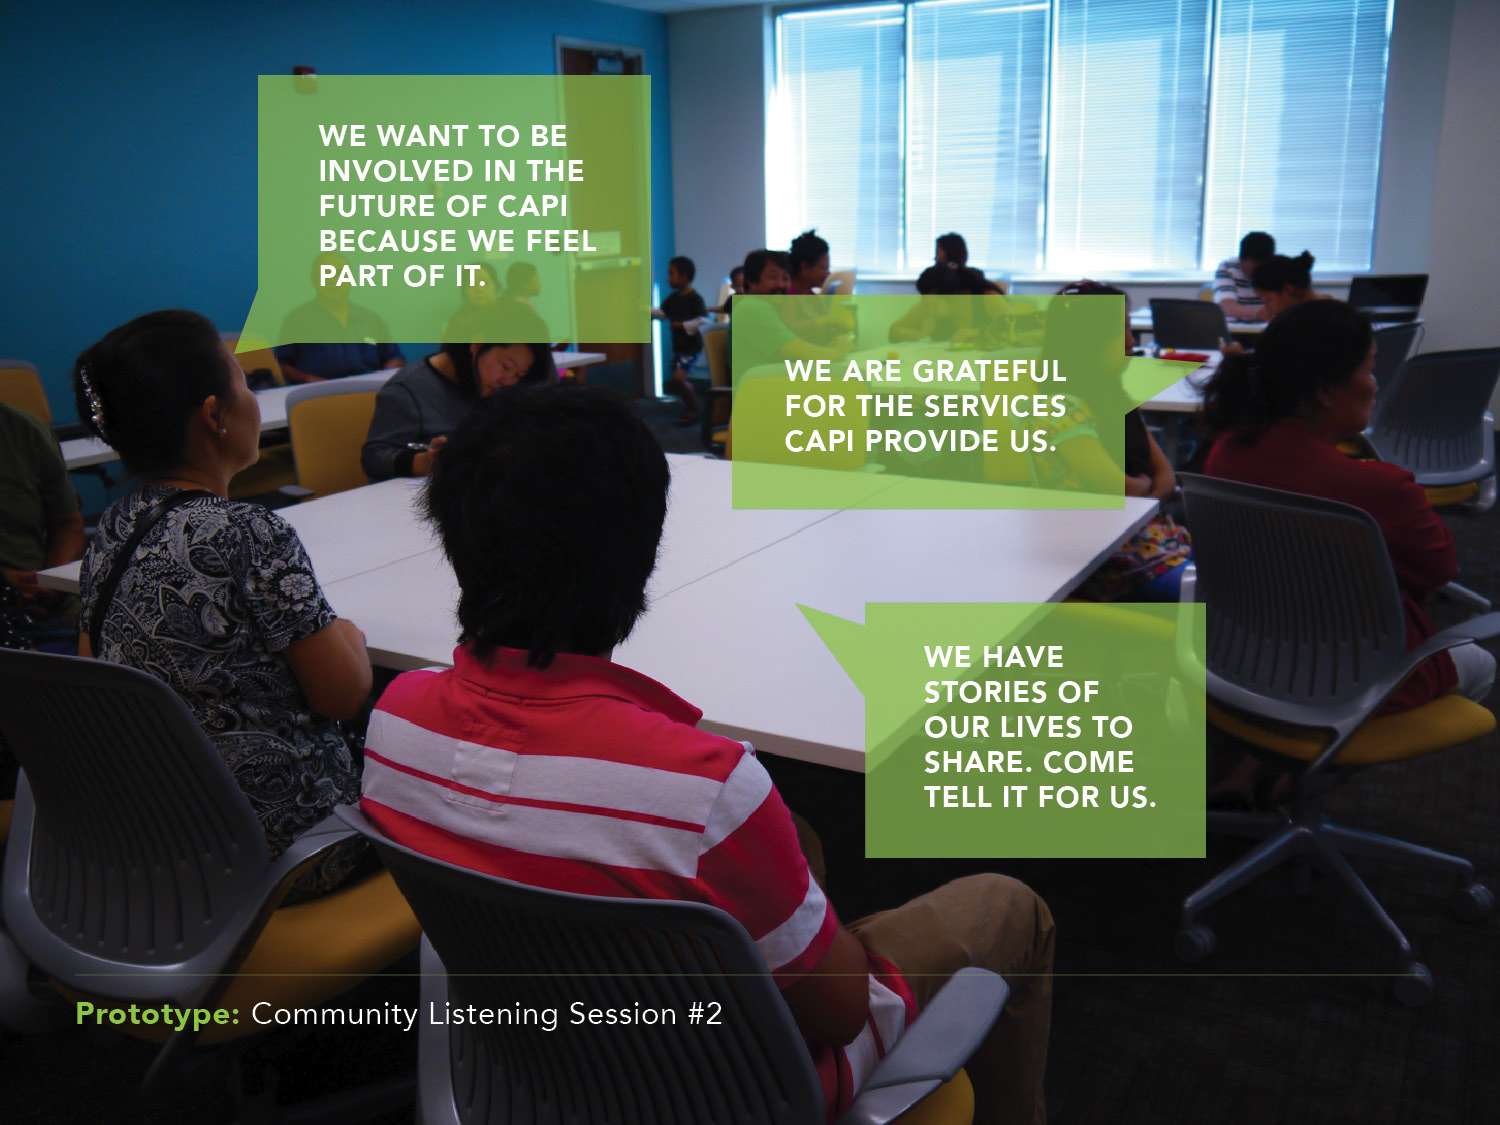 WE WANT TO BE
INVOLVED IN THE
FUTURE OF CAPI
BECAUSE WE FEEL
PART OF IT.
WE ARE GRATEFUL
FOR THE SERVICES
CAPI PROVIDE US.
WE HAVE
STORIES OF
OUR LIVES TO
SHARE. COME
TELL IT FOR US.
Prototype: Community Listening Session #2